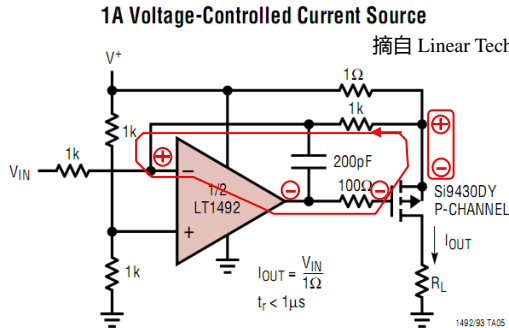 1A Voltage-Controlled Current Source
摘自 Linear Tech
V+
1Ω
1k
1k
1k
VIN
200pF
100Ω
1/2
LT1492
Si9430DY
P-CHANNEL
IOUT
IOUT = VIN
1Ω
tr < 1µs
1k
RL
1492/93 TA05